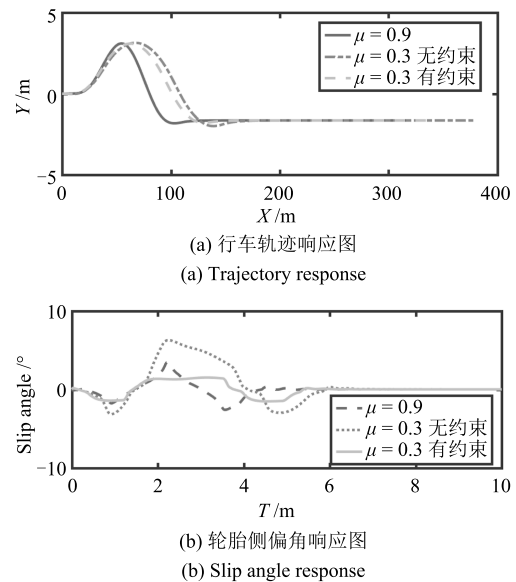 5
μ = 0.9
μ = 0.3 无约束
μ = 0.3 有约束
Y /m
0
−5
0 100 200 300 400
X /m
(a) 行车轨迹响应图
(a) Trajectory response
10
Slip angle /°
0
μ = 0.9
μ = 0.3 无约束
μ = 0.3 有约束
−10
0 2 4 6 8 10
T /m
(b) 轮胎侧偏角响应图
(b) Slip angle response